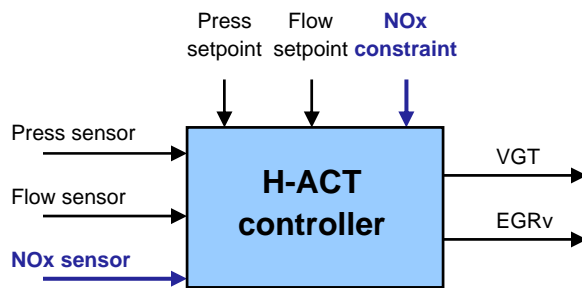 Press
setpoint
Flow
setpoint
NOx
constraint
Press sensor
Flow sensor
NOx sensor
H-ACT
controller
VGT
EGRv